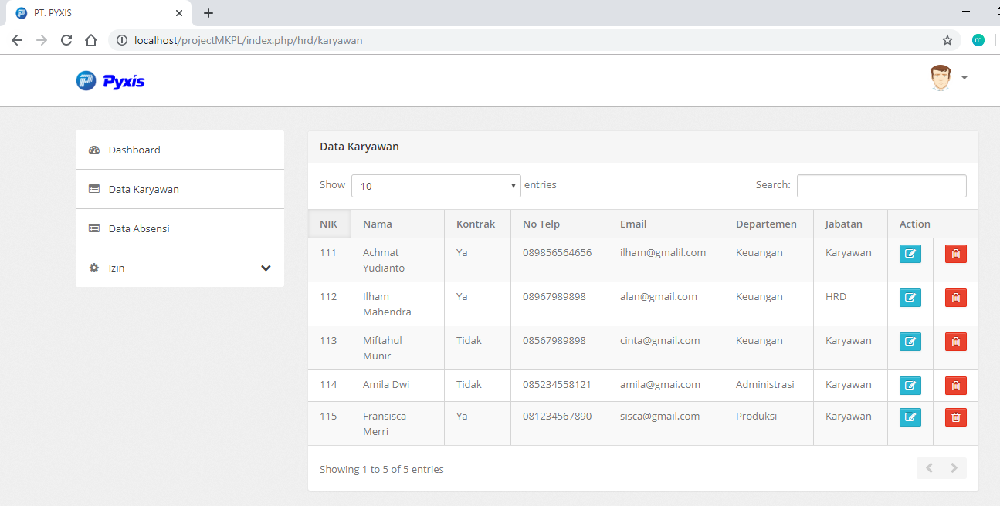 PT. PYXIS
localhost/projectMKPL/index.php/hrd/karyawan
m
Pyxis
Dashboard
Data Karyawan
Data Absensi
Izin
Data Karyawan
Show 10 entries Search:
NIK Nama Kontrak No Telp Email Departemen Jabatan Action
111 Achmat Ya 089856564656 ilham@gmalil.com Keuangan Karyawan
Yudianto
112 Ilham Ya 08967989898 alan@gmail.com Keuangan HRD
Mahendra
113 Miftahul Tidak 08567989898 cinta@gmail.com Keuangan Karyawan
Munir
114 Amila Dwi Tidak 085234558121 amila@gmai.com Administrasi Karyawan
115 Fransisca Ya 081234567890 sisca@gmail.com Produksi Karyawan
Merri
Showing 1 to 5 of 5 entries